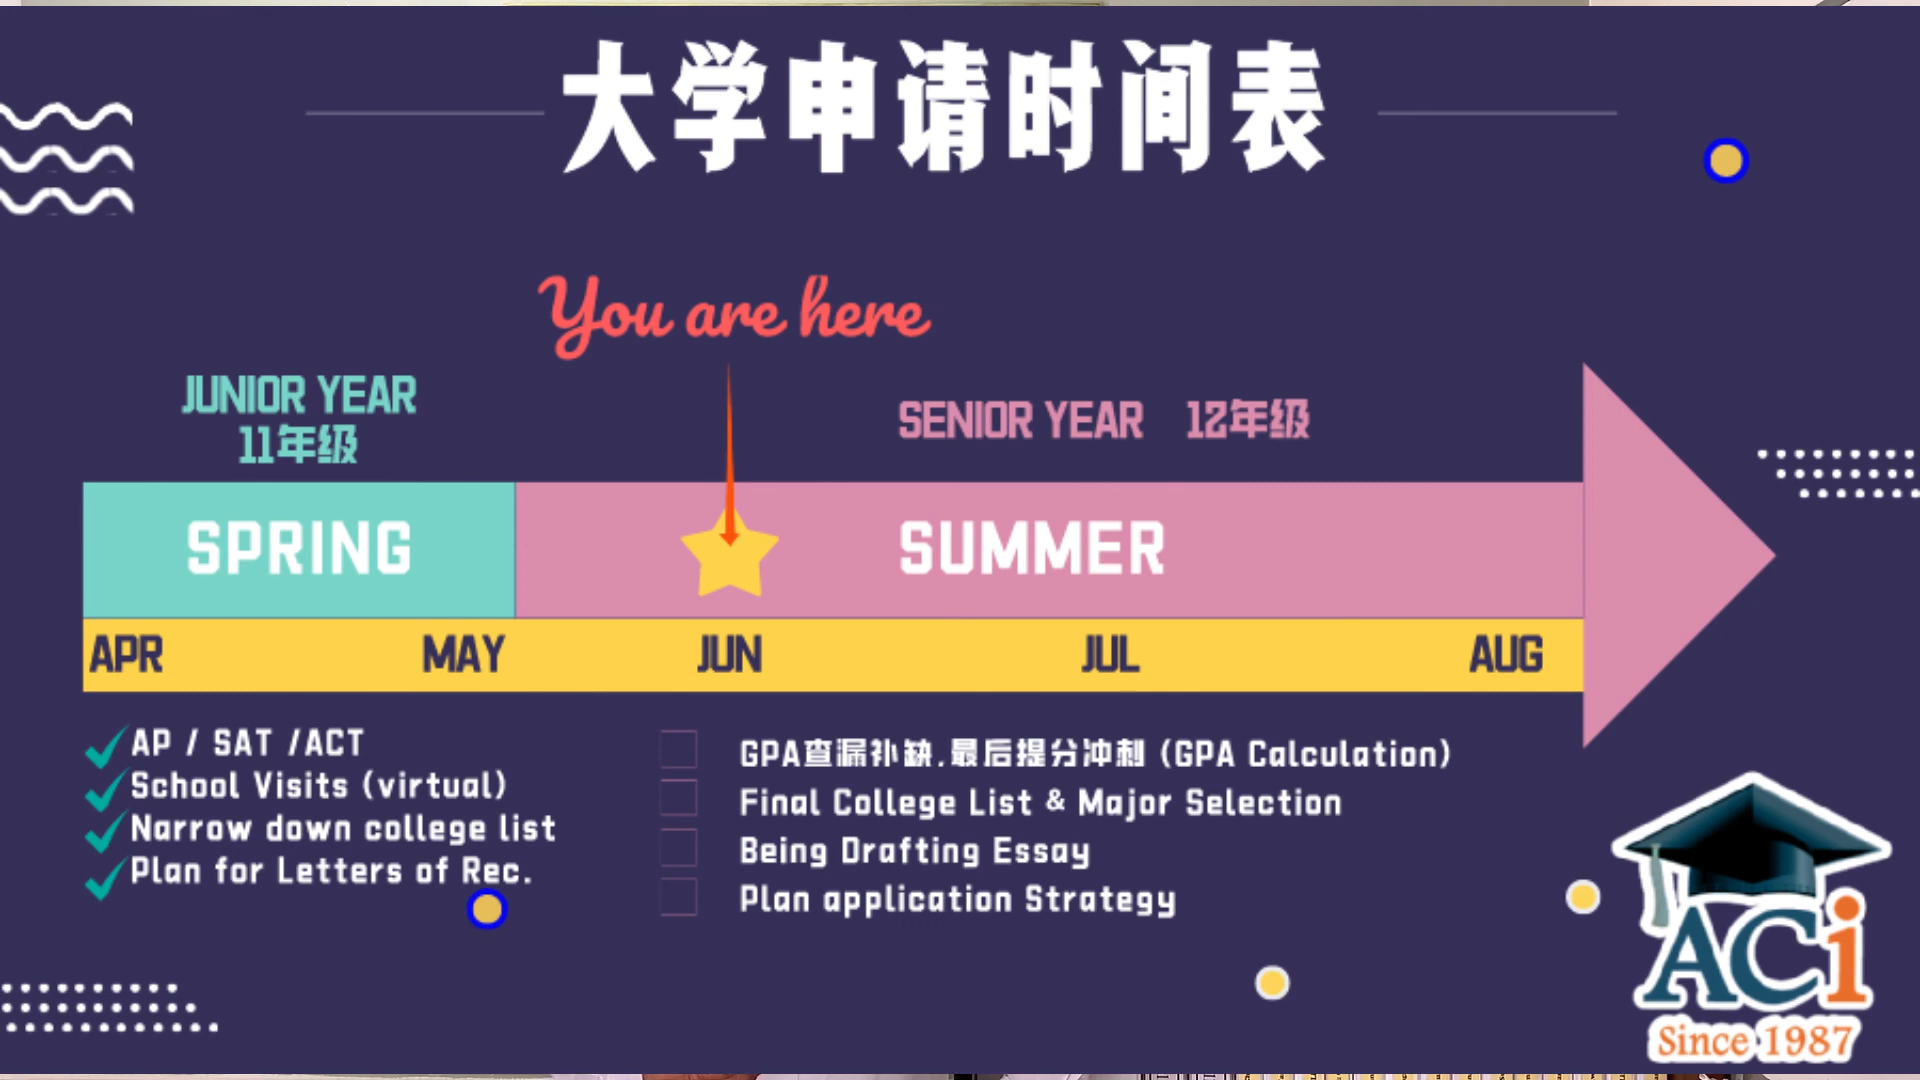 大学申请时间表
You are here
JUNIOR YEAR
11年级
SENIOR YEAR 12年级
SPRING
SUMMER
APR MAY JUN JUL AUG
AP / SAT /ACT
School Visits (virtual)
Narrow down college list
Plan for Letters of Rec.
GPA查漏补缺.最后提分冲刺 (GPA Calculation)
Final College List & Major Selection
Being Drafting Essay
Plan application Strategy
ACi
Since 1987